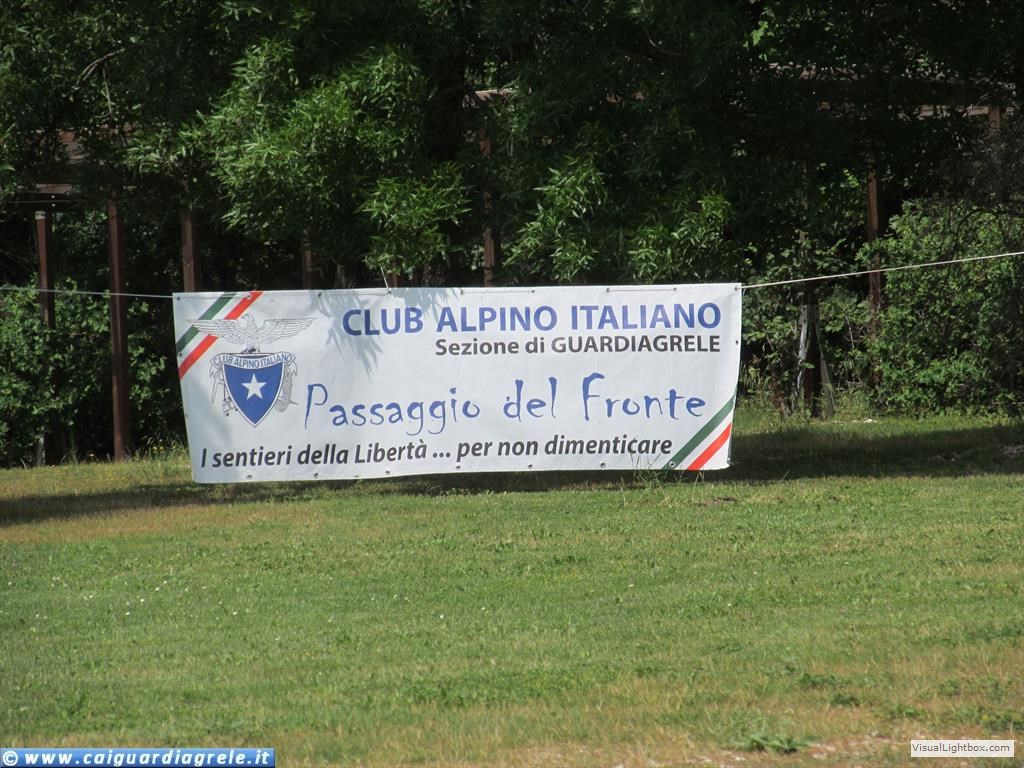 CLUB ALPINO ITALIANO
Sezione di GUARDIAGRELE
CLUB ALPINO ITALIANO
Passaggio del Fronte
I sentieri della Libertà ... per non dimenticare
© www.caiguardiagrele.it
VisualLightbox.com